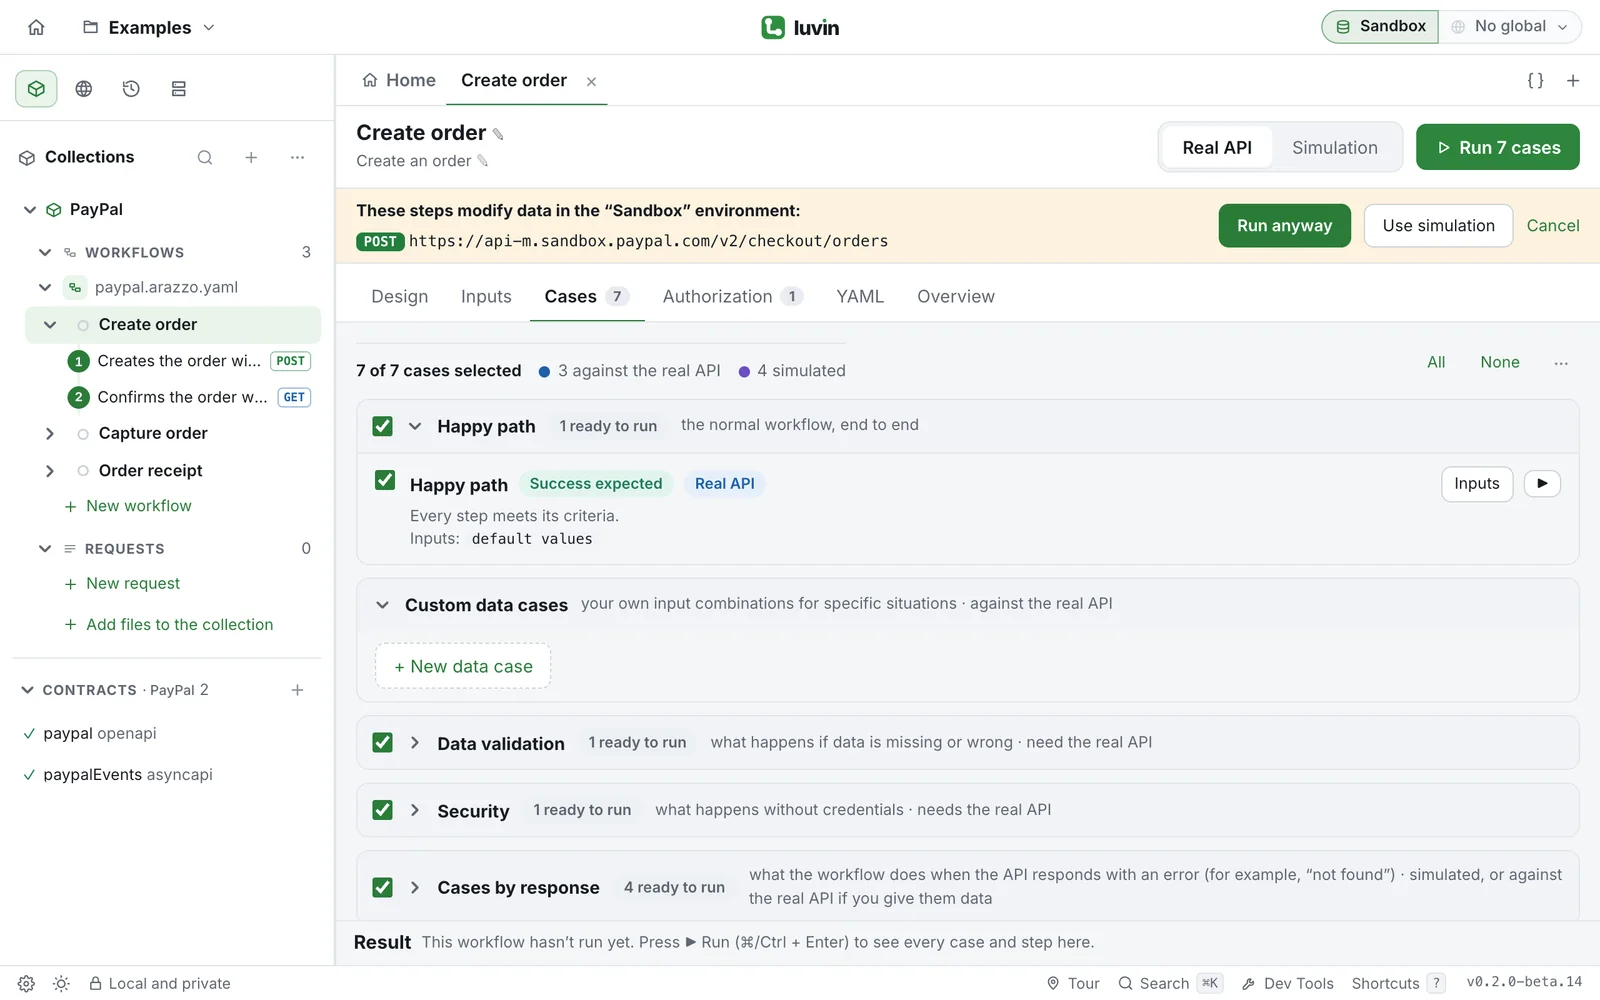 Examples
luvin
Sandbox
No global
Home
Create order
Collections
Create order
Create an order
Real API
Simulation
Run 7 cases
PayPal
These steps modify data in the “Sandbox” environment:
POST https://api-m.sandbox.paypal.com/v2/checkout/orders
Run anyway
Use simulation
Cancel
WORKFLOWS 3
paypal.arazzo.yaml
Create order
1 Creates the order wi... POST
2 Confirms the order w... GET
Capture order
Order receipt
+ New workflow
REQUESTS 0
+ New request
+ Add files to the collection
CONTRACTS · PayPal 2
paypal openapi
paypalEvents asyncapi
Design
Inputs
Cases 7
Authorization 1
YAML
Overview
7 of 7 cases selected
3 against the real API
4 simulated
All
None
Happy path 1 ready to run the normal workflow, end to end
Happy path Success expected Real API
Inputs
Every step meets its criteria.
Inputs: default values
Custom data cases your own input combinations for specific situations · against the real API
+ New data case
Data validation 1 ready to run what happens if data is missing or wrong · need the real API
Security 1 ready to run what happens without credentials · needs the real API
Cases by response 4 ready to run what the workflow does when the API responds with an error (for example, “not found”) · simulated, or against
the real API if you give them data
Result This workflow hasn’t run yet. Press ▶ Run (⌘/Ctrl + Enter) to see every case and step here.
Local and private
Tour
Search ⌘K
Dev Tools
Shortcuts ?
v0.2.0-beta.14